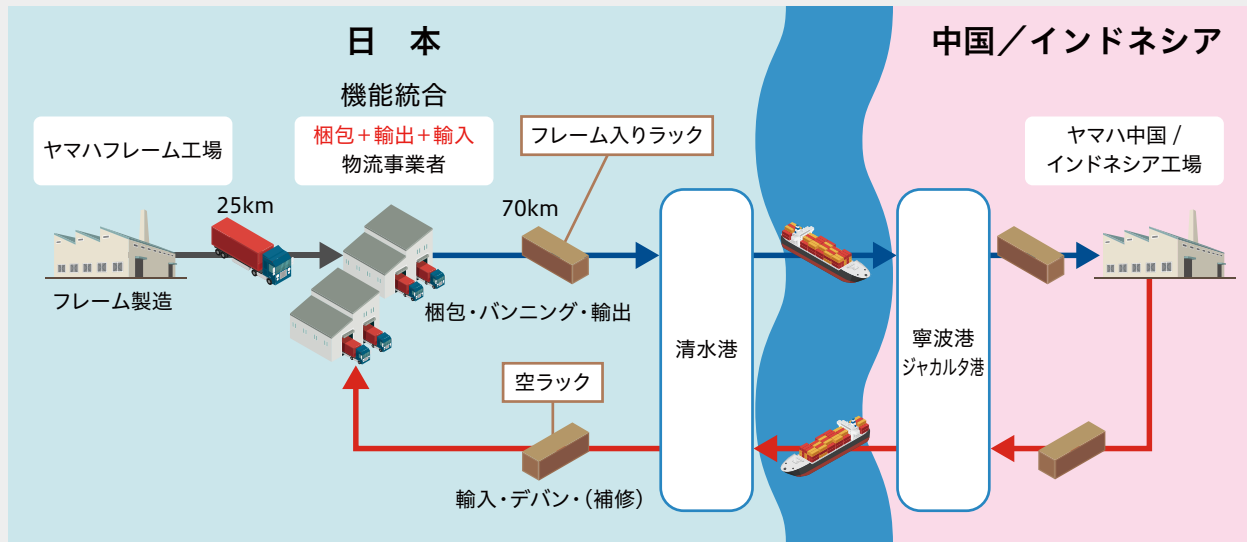 日 本
中国／インドネシア
機能統合
ヤマハフレーム工場
梱包＋輸出＋輸入
物流事業者
フレーム入りラック
ヤマハ中国 /
インドネシア工場
25km
70km
フレーム製造
梱包・バンニング・輸出
清水港
寧波港
ジャカルタ港
空ラック
輸入・デバン・（補修）